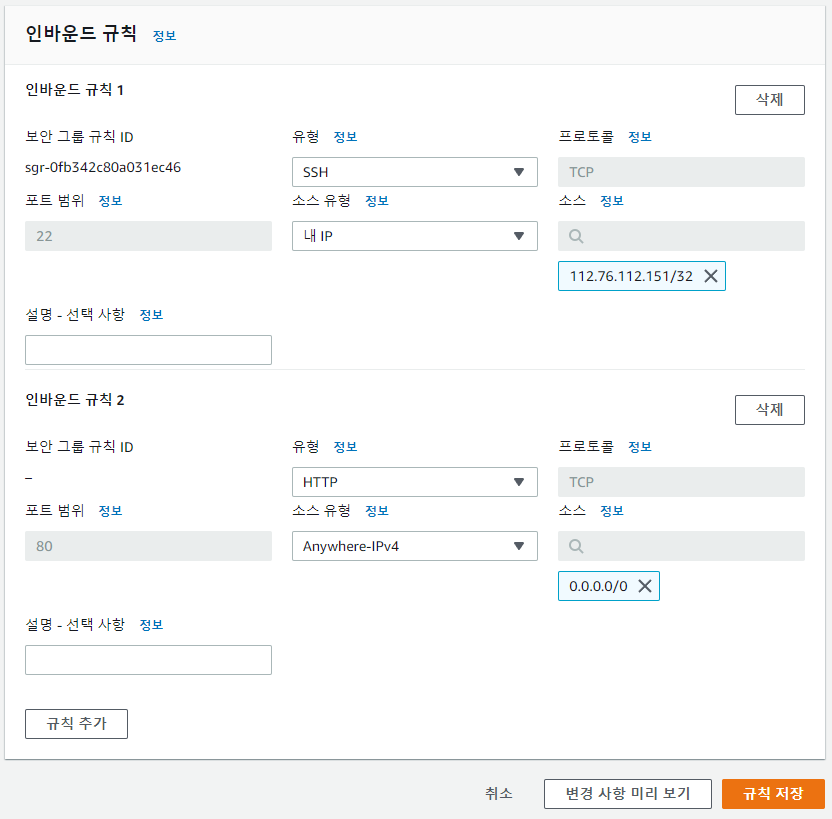 인바운드 규칙 정보
인바운드 규칙 1
삭제
보안 그룹 규칙 ID
유형 정보
프로토콜 정보
sgr-0fb342c80a031ec46
SSH
TCP
포트 범위 정보
소스 유형 정보
소스 정보
22
내 IP
112.76.112.151/32
설명 - 선택 사항 정보
인바운드 규칙 2
삭제
보안 그룹 규칙 ID
유형 정보
프로토콜 정보
–
HTTP
TCP
포트 범위 정보
소스 유형 정보
소스 정보
80
Anywhere-IPv4
0.0.0.0/0
설명 - 선택 사항 정보
규칙 추가
취소
변경 사항 미리 보기
규칙 저장